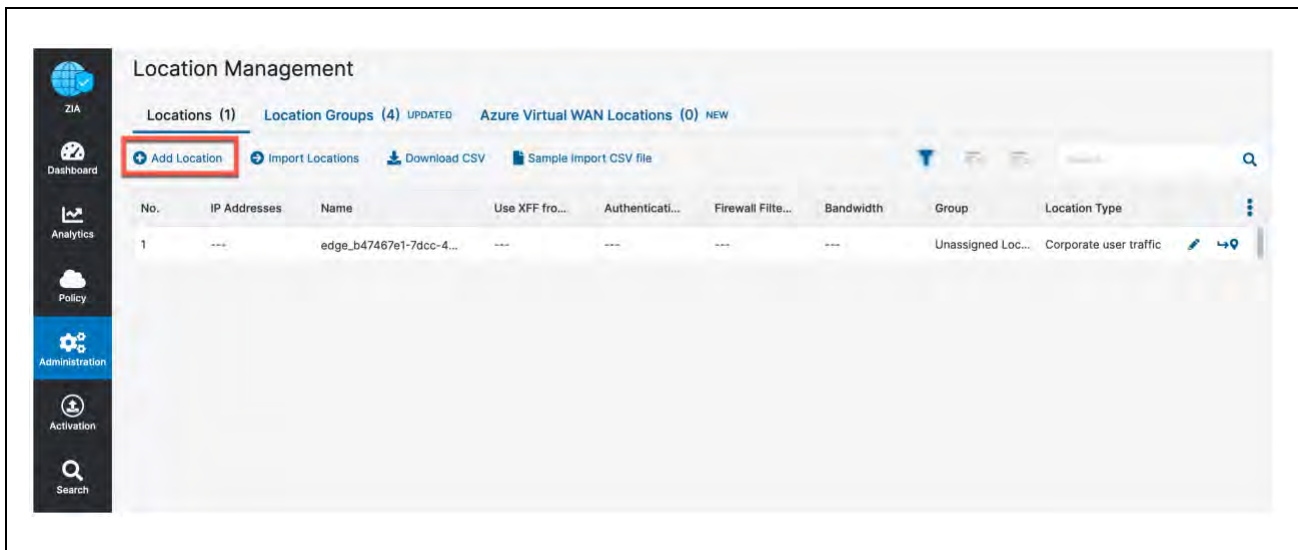 Location Management
ZIA
Locations (1) Location Groups (4) UPDATED Azure Virtual WAN Locations (0) NEW
Dashboard
Add Location Import Locations Download CSV Sample Import CSV file
Analytics
No. IP Addresses Name Use XFF fro... Authenticati... Firewall Filte... Bandwidth Group Location Type
1 --- edge_b47467e1-7dcc-4... --- --- --- --- Unassigned Loc... Corporate user traffic
Policy
Administration
Activation
Search